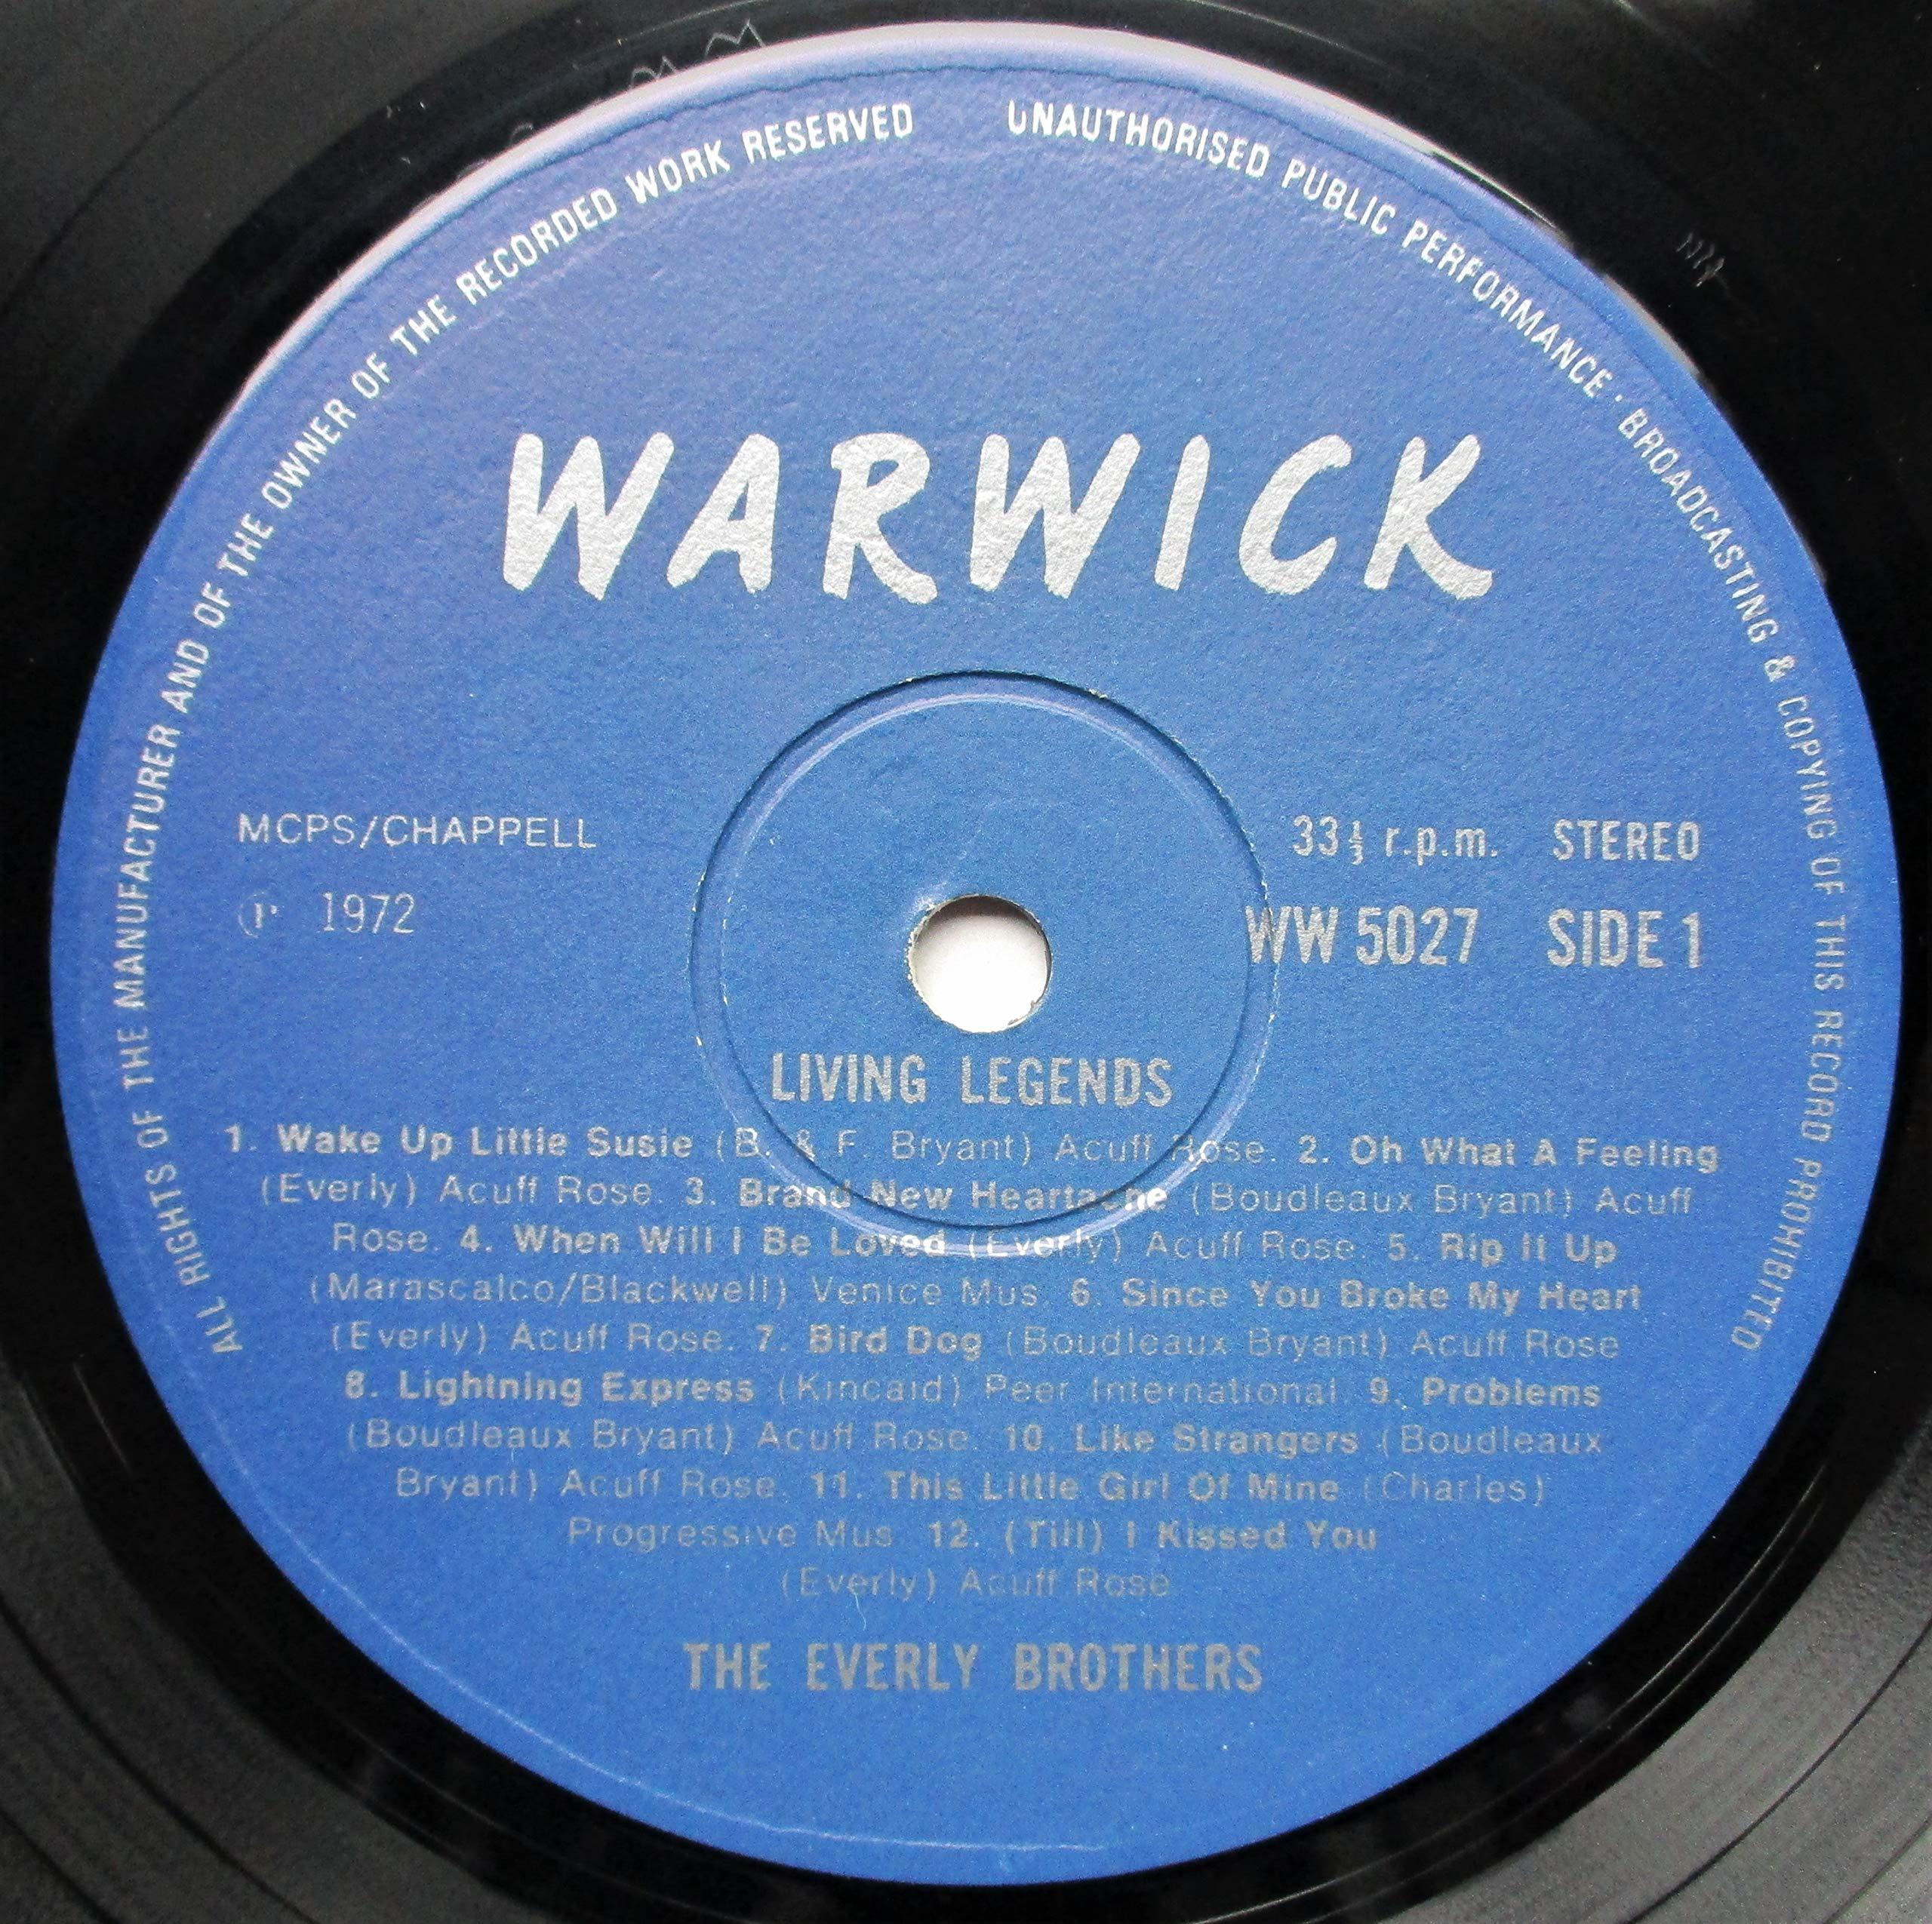 ALL RIGHTS OF THE MANUFACTURER AND OF THE OWNER OF THE RECORDED WORK RESERVED
UNAUTHORISED PUBLIC PERFORMANCE · BROADCASTING & COPYING OF THIS RECORD PROHIBITED
WARWICK
MCPS/CHAPPELL
Ⓟ 1972
33⅓ r.p.m. STEREO
WW 5027 SIDE 1
LIVING LEGENDS
1. Wake Up Little Susie (B. & F. Bryant) Acuff Rose. 2. Oh What A Feeling
(Everly) Acuff Rose. 3. Brand New Heartache (Boudleaux Bryant) Acuff
Rose. 4. When Will I Be Loved (Everly) Acuff Rose. 5. Rip It Up
(Marascalco/Blackwell) Venice Mus. 6. Since You Broke My Heart
(Everly) Acuff Rose. 7. Bird Dog (Boudleaux Bryant) Acuff Rose
8. Lightning Express (Kincaid) Peer International. 9. Problems
(Boudleaux Bryant) Acuff Rose. 10. Like Strangers (Boudleaux
Bryant) Acuff Rose. 11. This Little Girl Of Mine (Charles)
Progressive Mus. 12. (Till) I Kissed You
(Everly) Acuff Rose
THE EVERLY BROTHERS